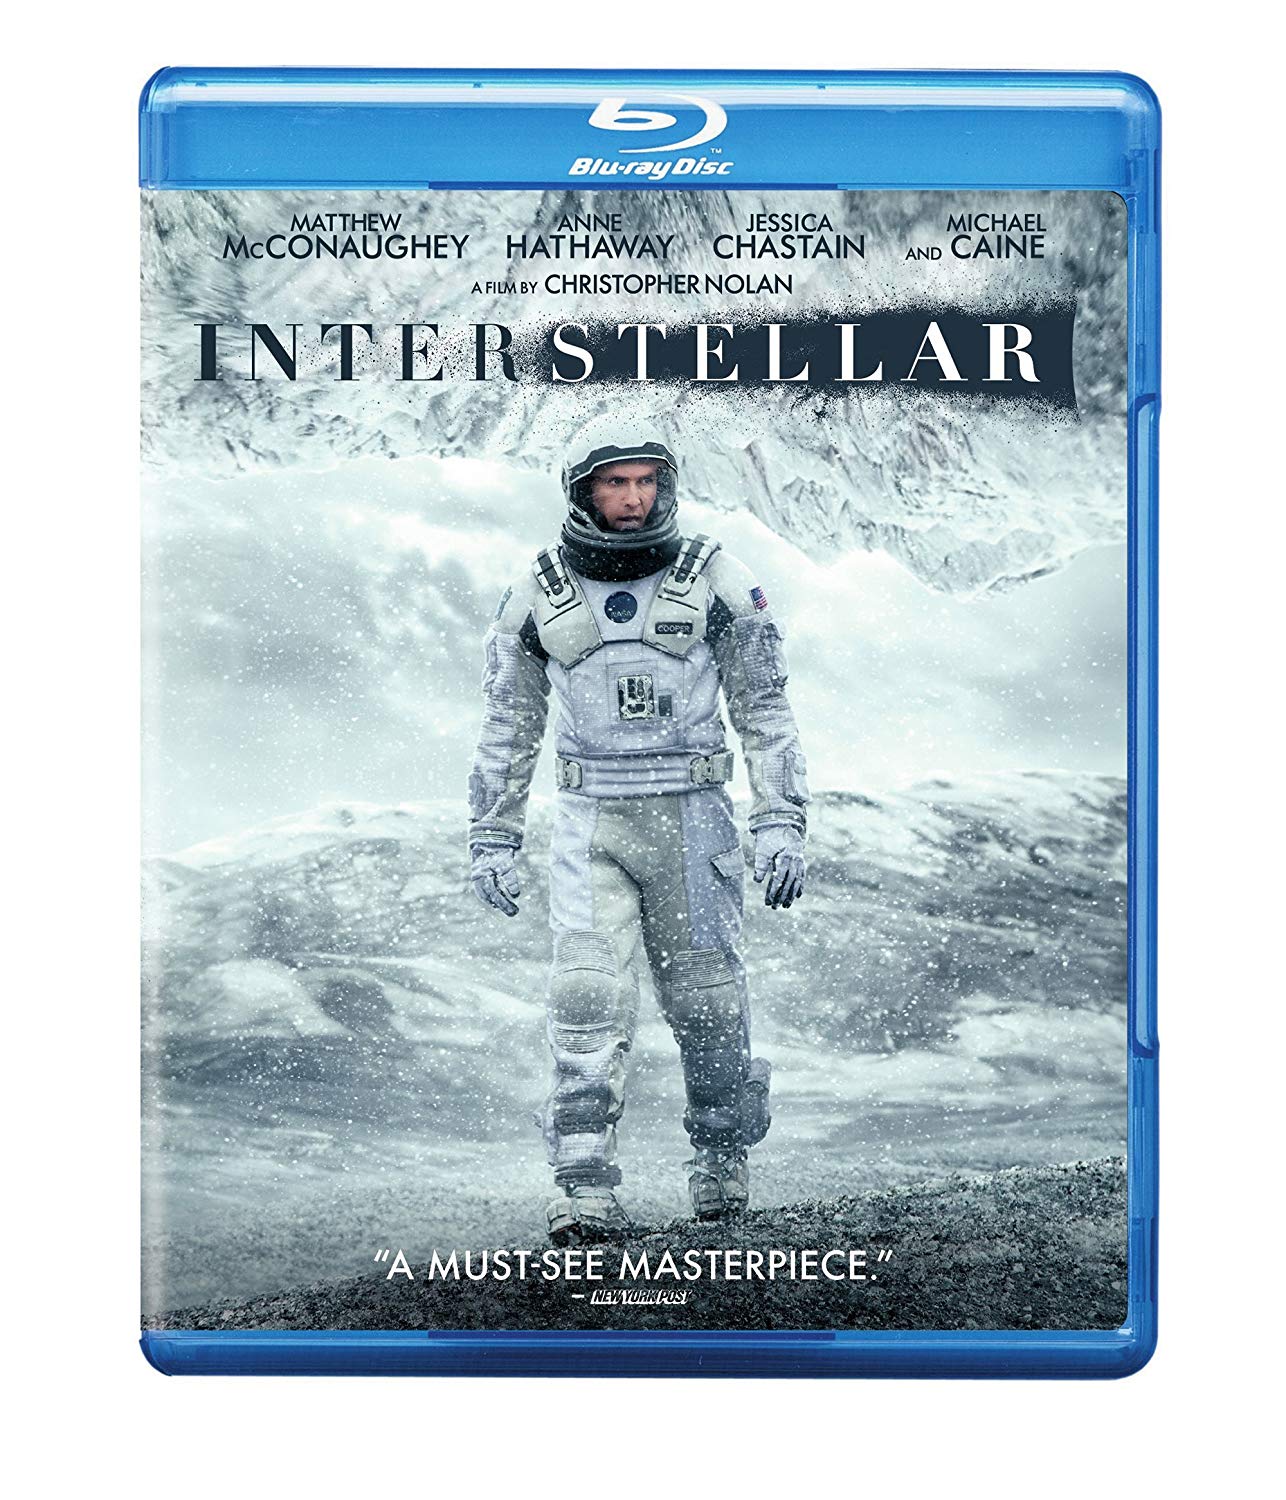 Blu-ray Disc™
MATTHEW McCONAUGHEY
ANNE HATHAWAY
JESSICA CHASTAIN
AND MICHAEL CAINE
A FILM BY CHRISTOPHER NOLAN
INTERSTELLAR
NASA
COOPER
“A MUST-SEE MASTERPIECE.”
– NEW YORK POST